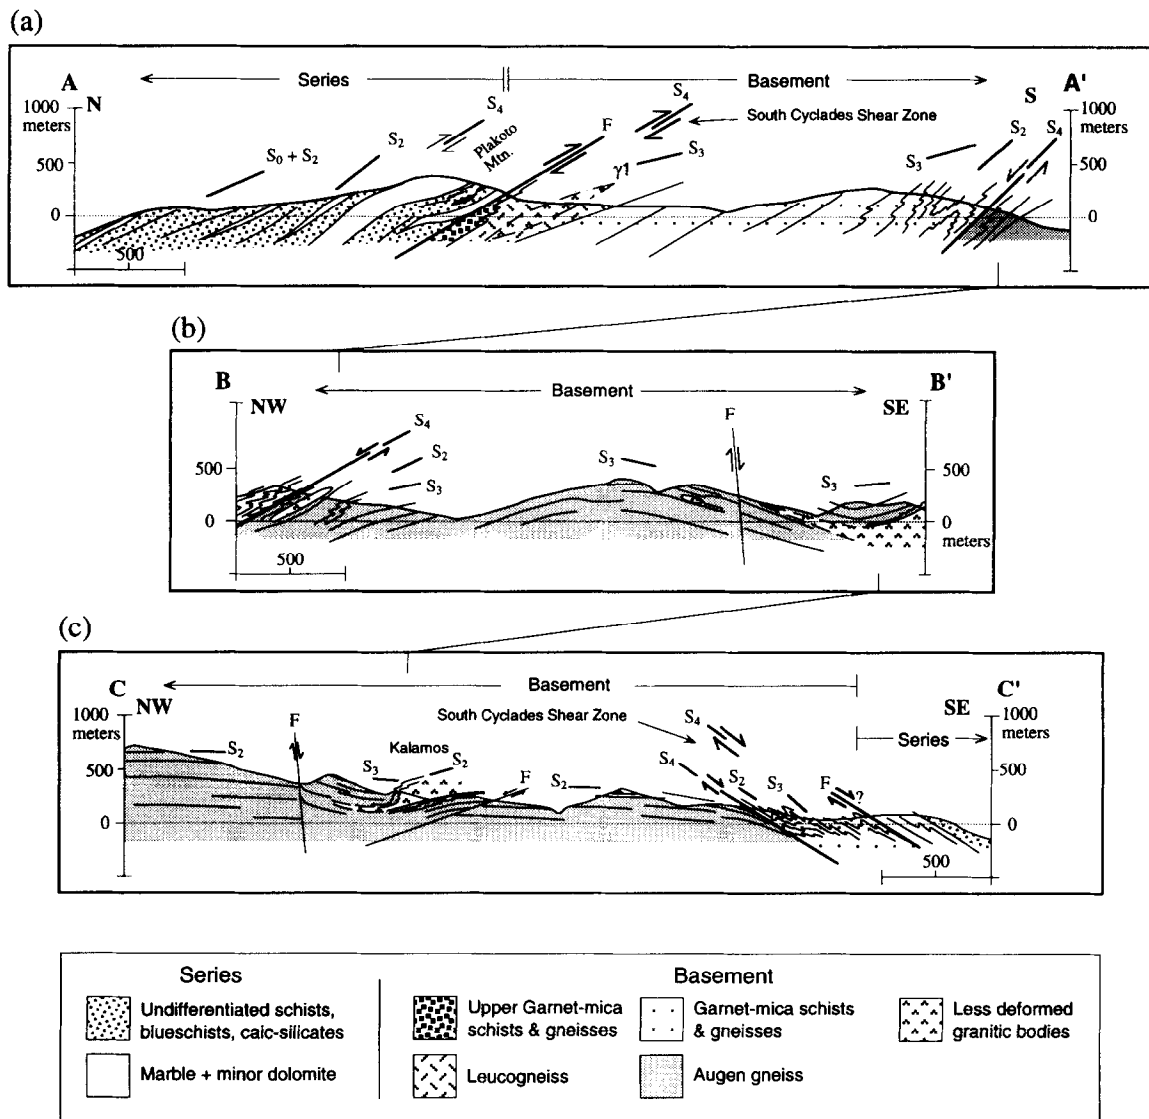 (a)
A
N
Series
Basement
S
A'
1000
meters
500
0
S0 + S2
S2
S4
Plakoto
Mtn.
F
S4
South Cyclades Shear Zone
γ1
S3
S3
S2
S4
1000
meters
500
0
500
(b)
B
NW
Basement
B'
SE
500
0
S4
S2
S3
S3
F
S3
500
0
meters
500
(c)
C
NW
Basement
SE
C'
Series
1000
meters
500
0
S2
F
S3
Kalamos
S2
F
S2
South Cyclades Shear Zone
S4
S4
S2
S3
F
?
1000
meters
500
0
500
Series
Undifferentiated schists,
blueschists, calc-silicates
Marble + minor dolomite
Basement
Upper Garnet-mica
schists & gneisses
Leucogneiss
Garnet-mica schists
& gneisses
Augen gneiss
Less deformed
granitic bodies